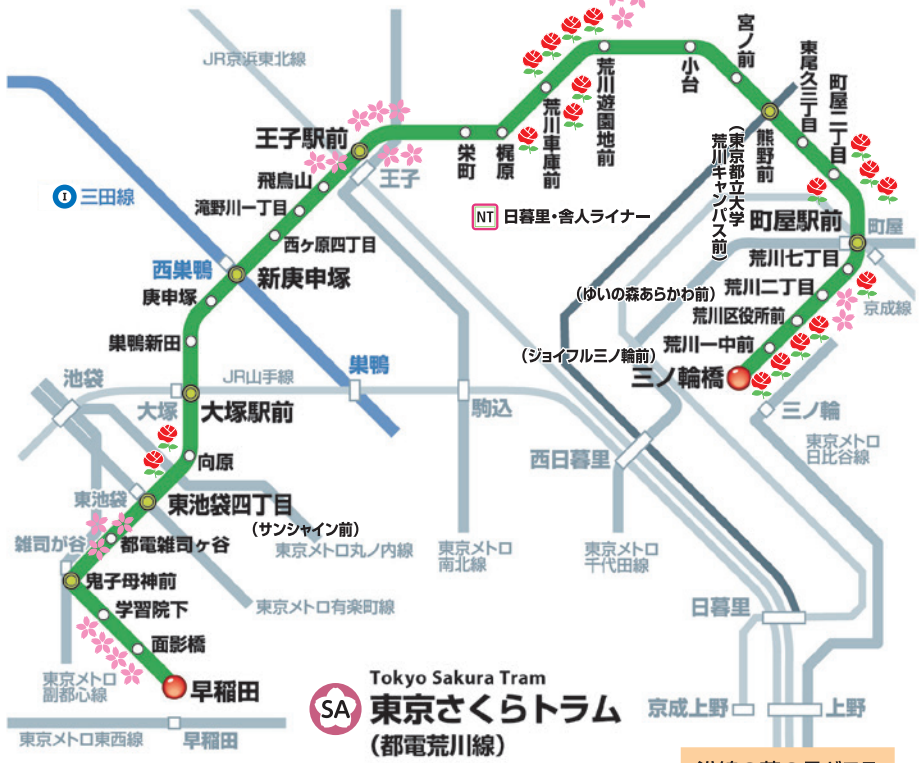 JR京浜東北線
王子駅前
王子
飛鳥山
滝野川一丁目
西ヶ原四丁目
I 三田線
西巣鴨
新庚申塚
庚申塚
巣鴨新田
栄町
梶原
荒川車庫前
荒川遊園地前
小台
宮ノ前
東尾久三丁目
町屋二丁目
熊野前
(東京都立大学
荒川キャンパス前)
NT 日暮里・舎人ライナー
町屋駅前
町屋
荒川七丁目
荒川二丁目
(ゆいの森あらかわ前)
京成線
荒川区役所前
荒川一中前
(ジョイフル三ノ輪前)
三ノ輪橋
三ノ輪
東京メトロ
日比谷線
池袋
JR山手線
巣鴨
大塚
大塚駅前
駒込
向原
西日暮里
東池袋
東池袋四丁目
(サンシャイン前)
雑司が谷
都電雑司ヶ谷
東京メトロ丸ノ内線
東京メトロ
南北線
東京メトロ
千代田線
鬼子母神前
学習院下
東京メトロ有楽町線
日暮里
面影橋
東京メトロ
副都心線
早稲田
東京メトロ東西線
早稲田
SA
Tokyo Sakura Tram
東京さくらトラム
(都電荒川線)
京成上野
上野